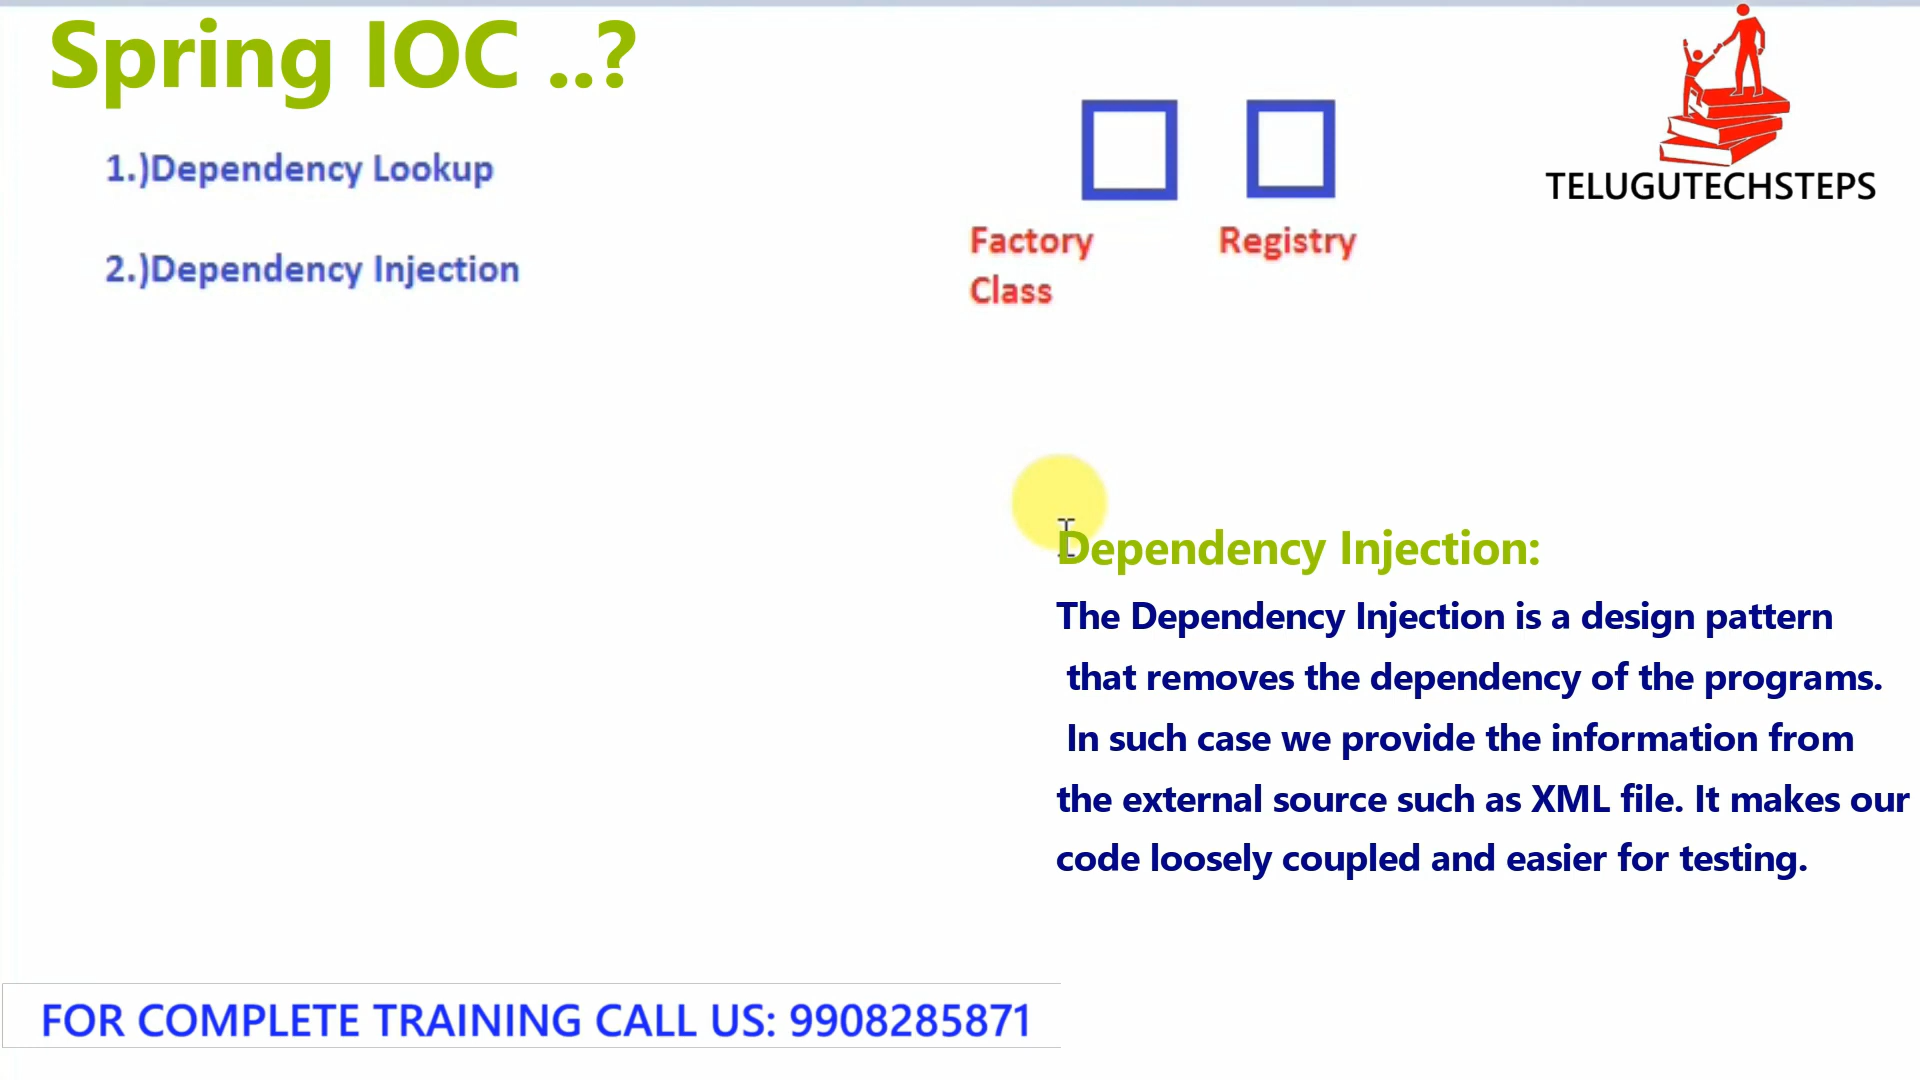 Spring IOC ..?
TELUGUTECHSTEPS
1.)Dependency Lookup
2.)Dependency Injection
Factory
Class
Registry
Dependency Injection:
The Dependency Injection is a design pattern
that removes the dependency of the programs.
In such case we provide the information from
the external source such as XML file. It makes our
code loosely coupled and easier for testing.
FOR COMPLETE TRAINING CALL US: 9908285871